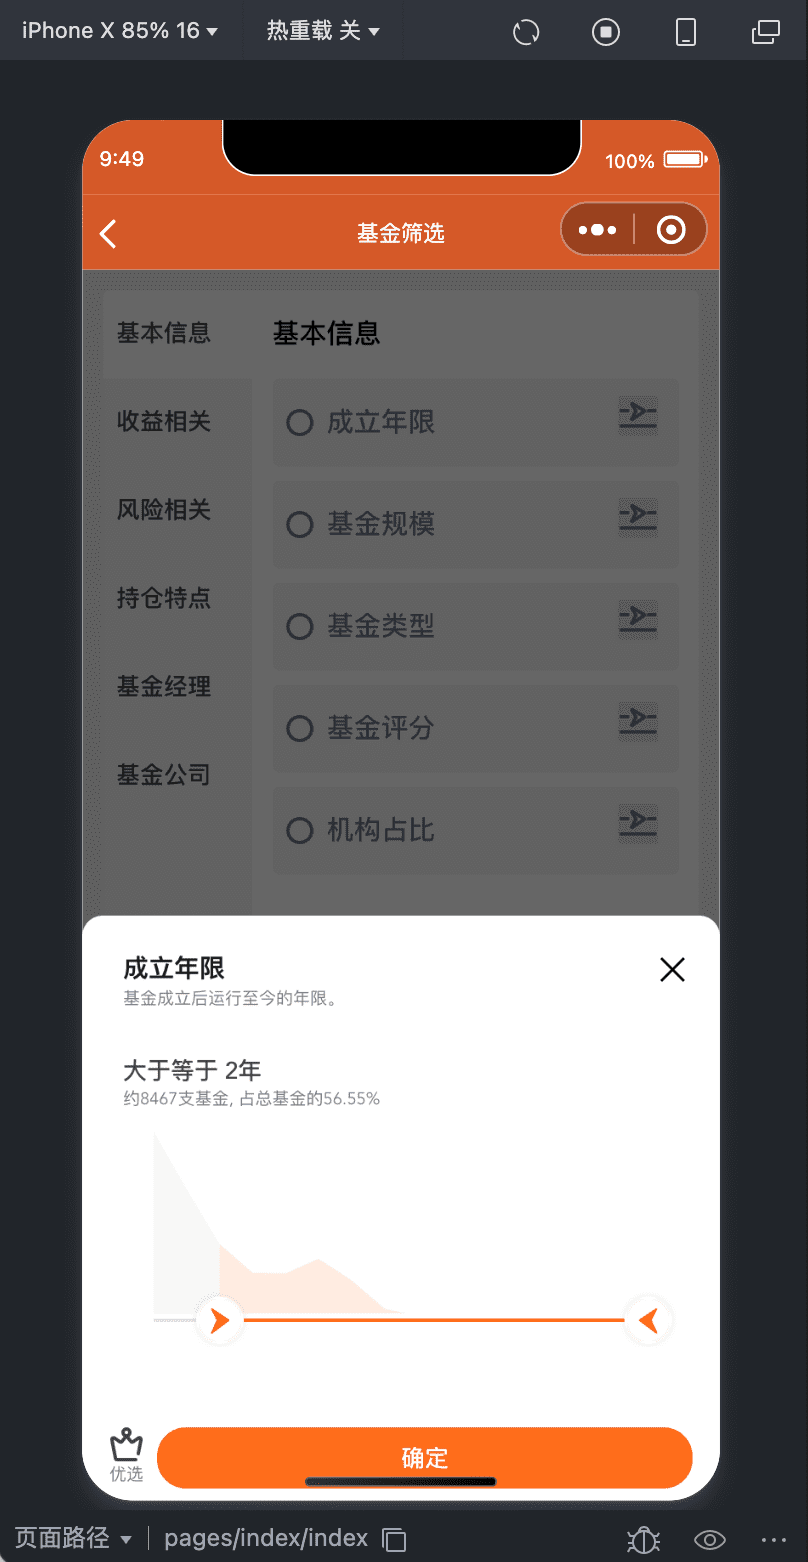 iPhone X 85% 16
热重载 关
9:49
100%
基金筛选
基本信息
收益相关
风险相关
持仓特点
基金经理
基金公司
基本信息
成立年限
基金规模
基金类型
基金评分
机构占比
成立年限
基金成立后运行至今的年限。
大于等于 2年
约8467支基金, 占总基金的56.55%
优选
确定
页面路径
pages/index/index